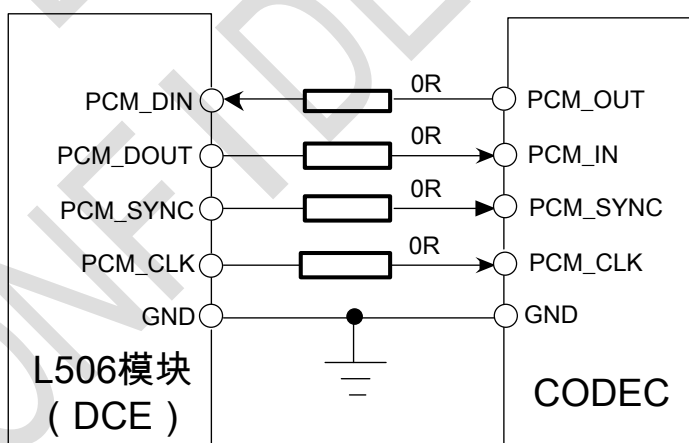 PCM_DIN 0R PCM_OUT
PCM_DOUT 0R PCM_IN
PCM_SYNC 0R PCM_SYNC
PCM_CLK 0R PCM_CLK
GND GND
L506模块
（DCE）
CODEC